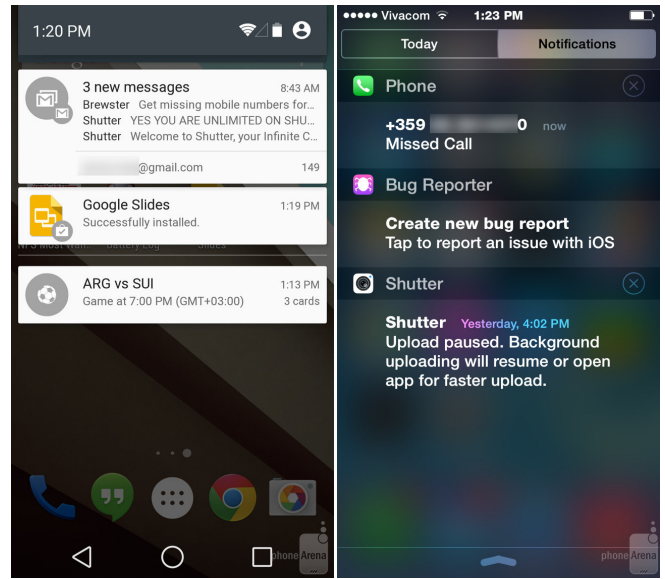 1:20 PM
3 new messages 8:43 AM
Brewster Get missing mobile numbers for...
Shutter YES YOU ARE UNLIMITED ON SHU...
Shutter Welcome to Shutter, your Infinite C...
@gmail.com 149
Google Slides 1:19 PM
Successfully installed.
Battery Log Slides
ARG vs SUI 1:13 PM
Game at 7:00 PM (GMT+03:00) 3 cards
phoneArena
Vivacom 1:23 PM
Today Notifications
Phone
+359 0 now
Missed Call
Bug Reporter
Create new bug report
Tap to report an issue with iOS
Shutter
Shutter Yesterday, 4:02 PM
Upload paused. Background
uploading will resume or open
app for faster upload.
phoneArena